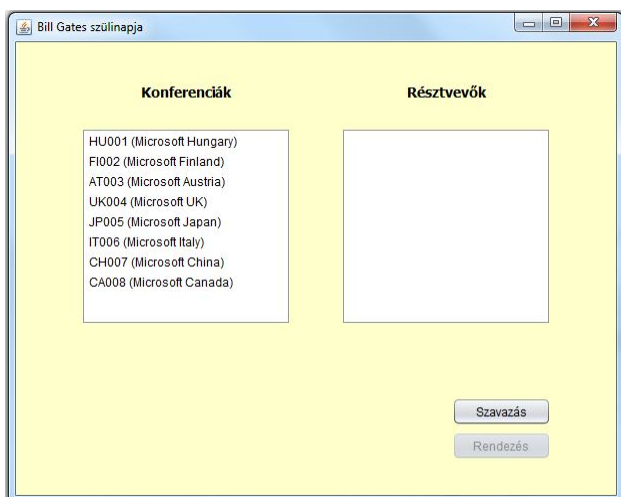 Bill Gates szülinapja
Konferenciák
Résztvevők
HU001 (Microsoft Hungary)
FI002 (Microsoft Finland)
AT003 (Microsoft Austria)
UK004 (Microsoft UK)
JP005 (Microsoft Japan)
IT006 (Microsoft Italy)
CH007 (Microsoft China)
CA008 (Microsoft Canada)
Szavazás
Rendezés